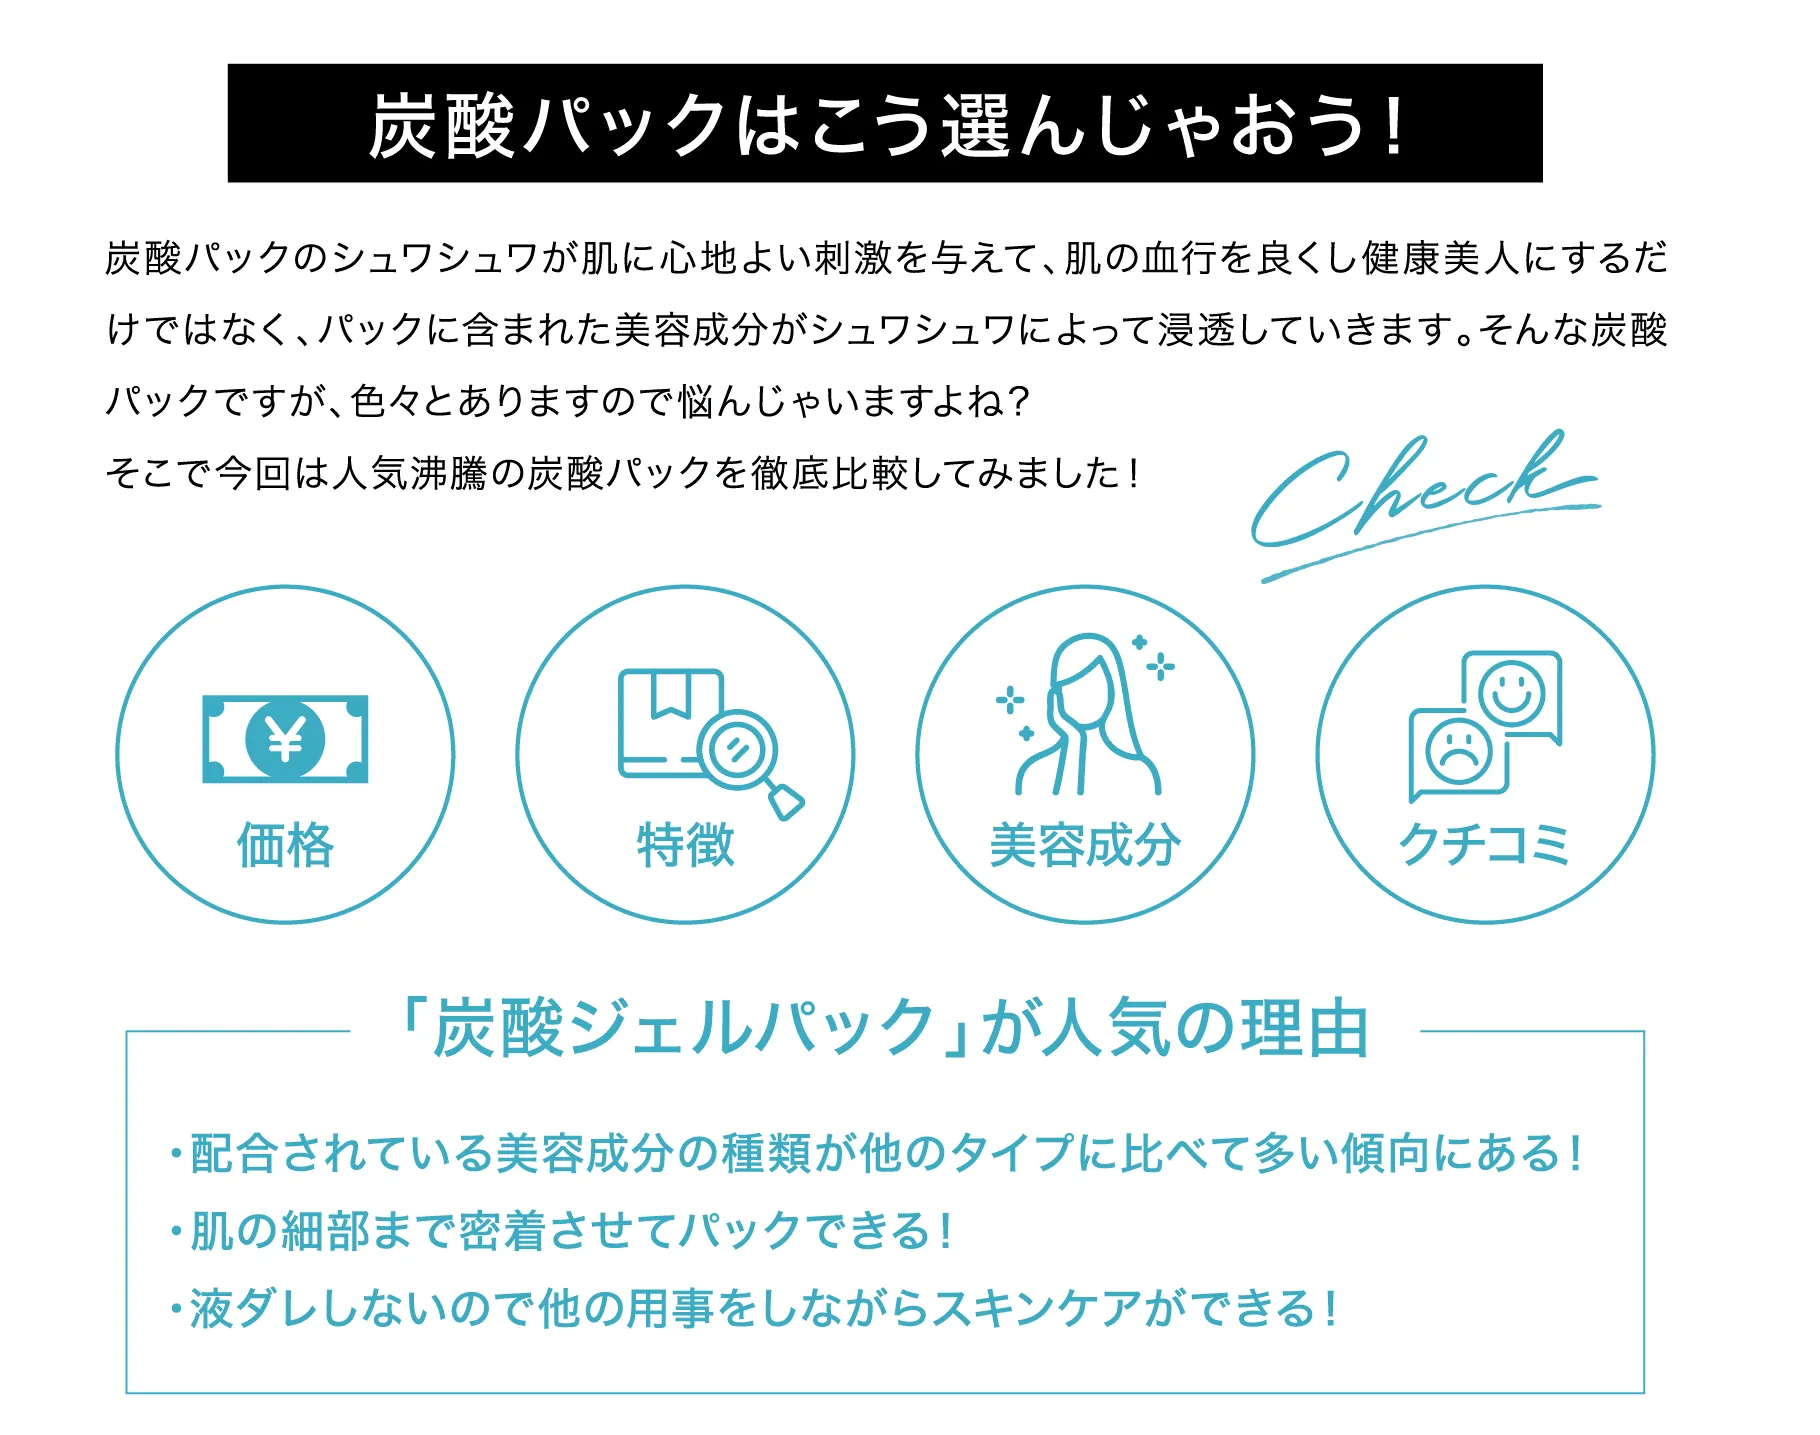 炭酸パックはこう選んじゃおう！
炭酸パックのシュワシュワが肌に心地よい刺激を与えて、肌の血行を良くし健康美人にするだ
けではなく、パックに含まれた美容成分がシュワシュワによって浸透していきます。そんな炭酸
パックですが、色々とありますので悩んじゃいますよね？
そこで今回は人気沸騰の炭酸パックを徹底比較してみました！
Check
¥
価格
特徴
美容成分
クチコミ
「炭酸ジェルパック」が人気の理由
・配合されている美容成分の種類が他のタイプに比べて多い傾向にある！
・肌の細部まで密着させてパックできる！
・液ダレしないので他の用事をしながらスキンケアができる！